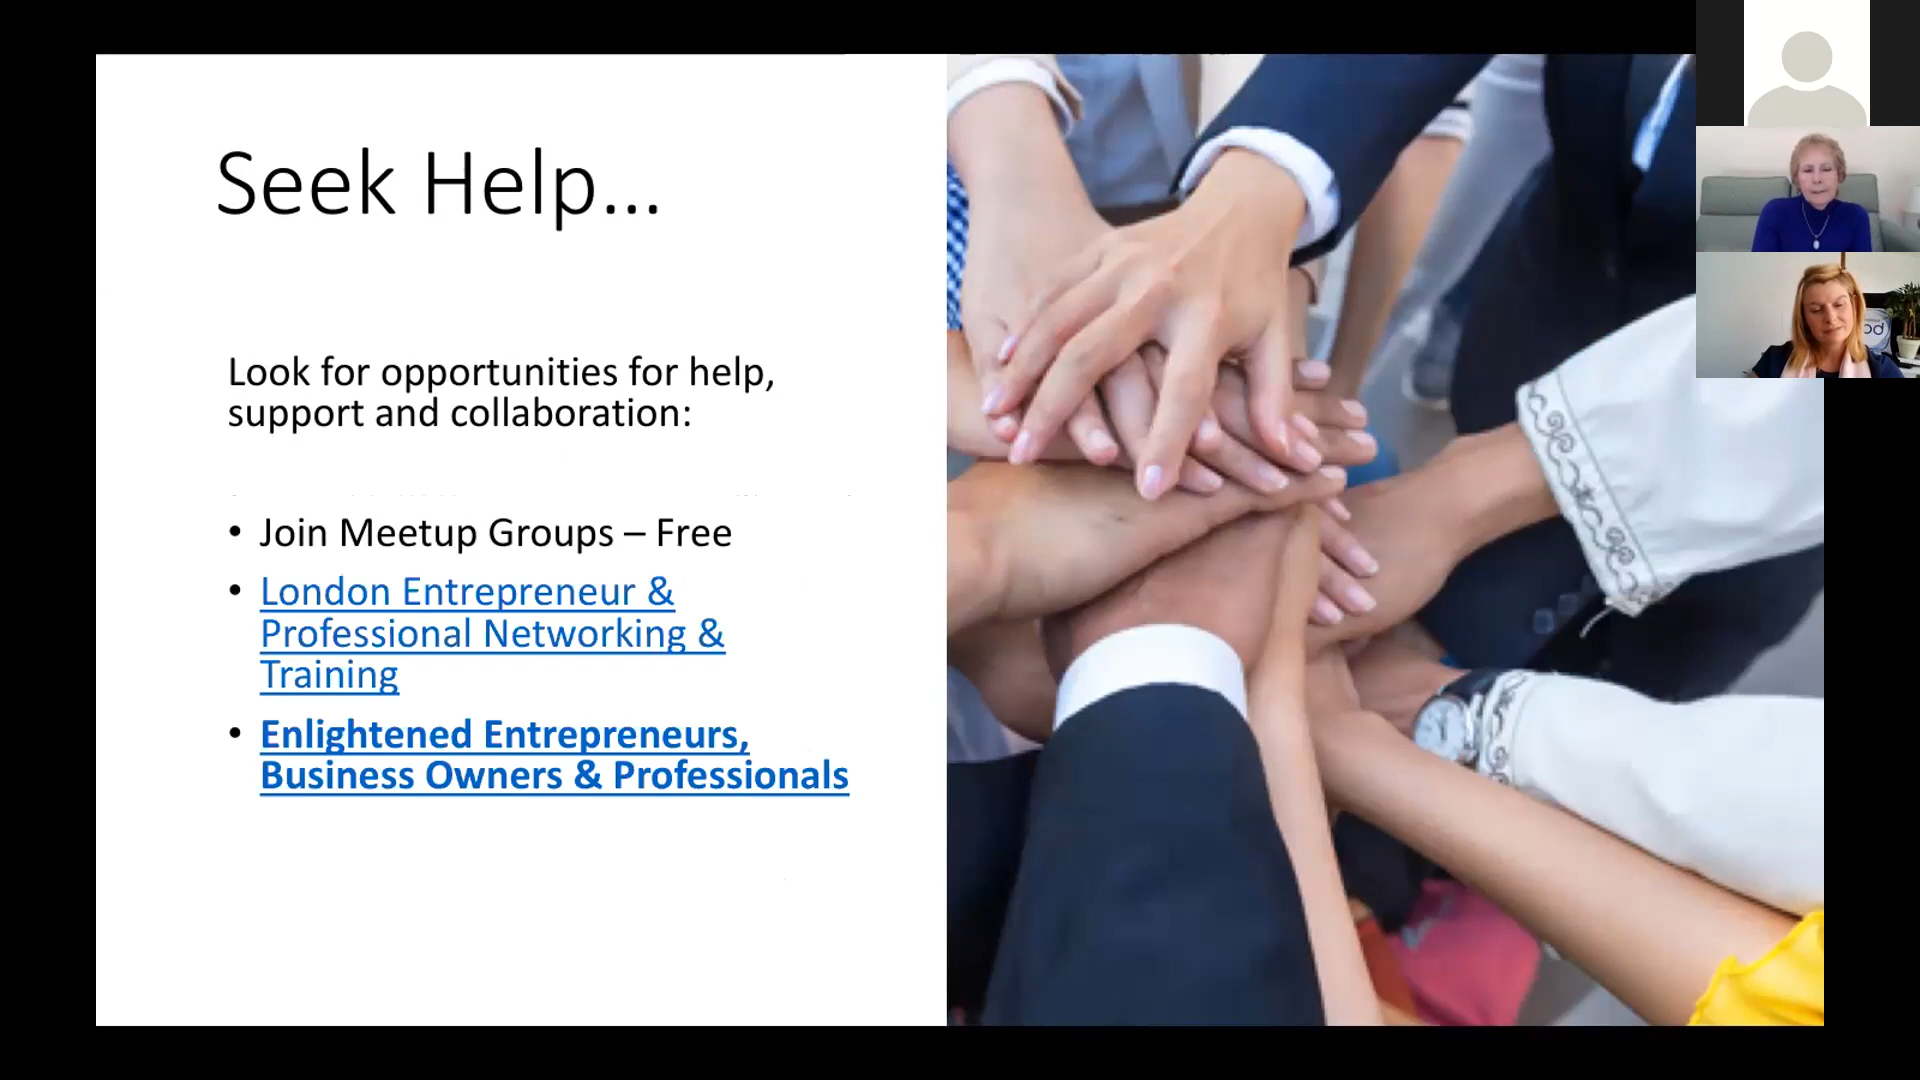 Seek Help...
Look for opportunities for help,
support and collaboration:
• Join Meetup Groups – Free
• London Entrepreneur &
Professional Networking &
Training
• Enlightened Entrepreneurs,
Business Owners & Professionals